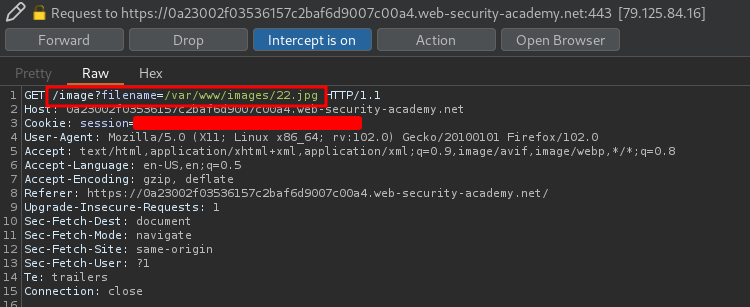 Request to https://0a23002f03536157c2baf6d9007c00a4.web-security-academy.net:443 [79.125.84.16]
Forward Drop Intercept is on Action Open Browser
Pretty Raw Hex
1 GET /image?filename=/var/www/images/22.jpg HTTP/1.1
2 Host: 0a23002f03536157c2baf6d9007c00a4.web-security-academy.net
3 Cookie: session=
4 User-Agent: Mozilla/5.0 (X11; Linux x86_64; rv:102.0) Gecko/20100101 Firefox/102.0
5 Accept: text/html,application/xhtml+xml,application/xml;q=0.9,image/avif,image/webp,*/*;q=0.8
6 Accept-Language: en-US,en;q=0.5
7 Accept-Encoding: gzip, deflate
8 Referer: https://0a23002f03536157c2baf6d9007c00a4.web-security-academy.net/
9 Upgrade-Insecure-Requests: 1
10 Sec-Fetch-Dest: document
11 Sec-Fetch-Mode: navigate
12 Sec-Fetch-Site: same-origin
13 Sec-Fetch-User: ?1
14 Te: trailers
15 Connection: close
16